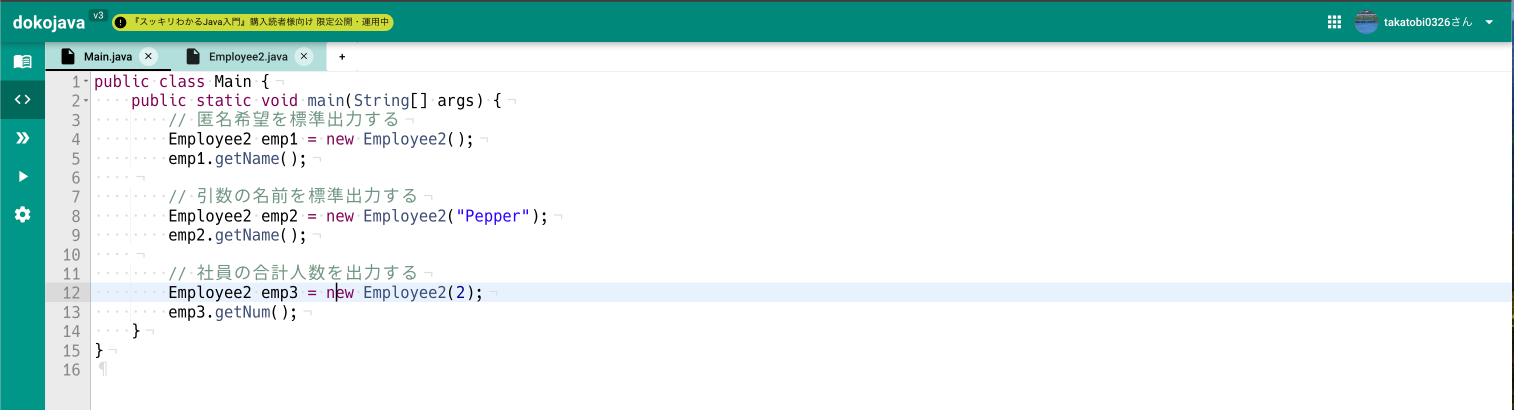 dokojava v3 『スッキリわかるJava入門』購入読者様向け 限定公開・運用中 takatobi0326さん
Main.java Employee2.java +
1 public class Main {
2 public static void main(String[] args) {
3 // 匿名希望を標準出力する
4 Employee2 emp1 = new Employee2();
5 emp1.getName();
6
7 // 引数の名前を標準出力する
8 Employee2 emp2 = new Employee2("Pepper");
9 emp2.getName();
10
11 // 社員の合計人数を出力する
12 Employee2 emp3 = new Employee2(2);
13 emp3.getNum();
14 }
15 }
16